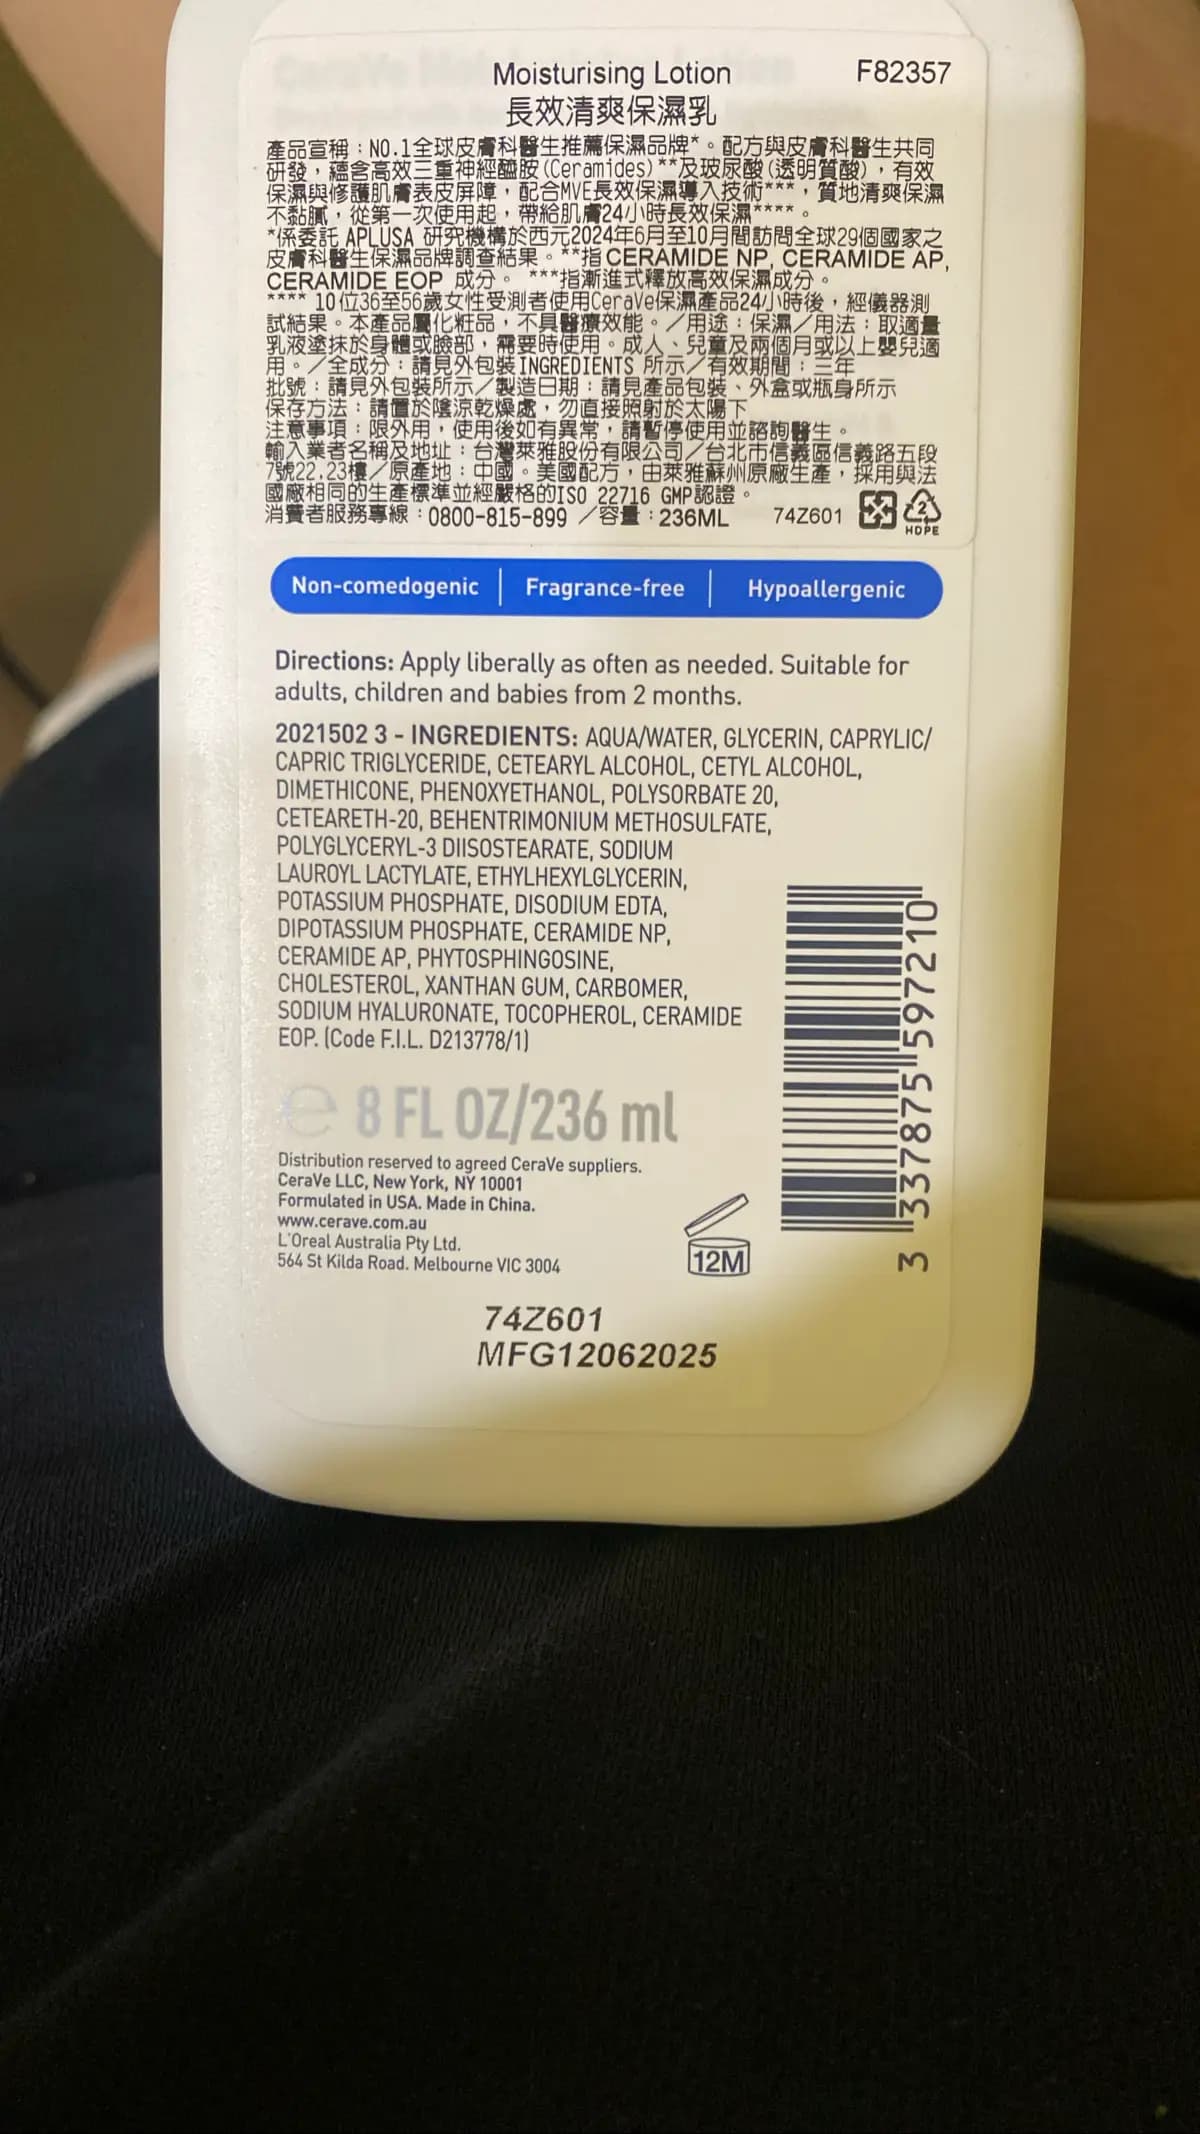 Moisturising Lotion F82357
長效清爽保濕乳
產品宣稱：NO.1全球皮膚科醫生推薦保濕品牌*。配方與皮膚科醫生共同
研發，蘊含高效三重神經醯胺(Ceramides)**及玻尿酸(透明質酸)，有效
保濕與修護肌膚表皮屏障，配合MVE長效保濕導入技術***，質地清爽保濕
不黏膩，從第一次使用起，帶給肌膚24小時長效保濕****。
*係委託 APLUSA 研究機構於西元2024年6月至10月間訪問全球29個國家之
皮膚科醫生保濕品牌調查結果。**指 CERAMIDE NP, CERAMIDE AP,
CERAMIDE EOP 成分。 ***指漸進式釋放高效保濕成分。
**** 10位36至56歲女性受測者使用CeraVe保濕產品24小時後，經儀器測
試結果。本產品屬化粧品，不具醫療效能。／用途：保濕／用法：取適量
乳液塗抹於身體或臉部，需要時使用。成人、兒童及兩個月或以上嬰兒適
用。／全成分：請見外包裝INGREDIENTS 所示／有效期間：三年
批號：請見外包裝所示／製造日期：請見產品包裝、外盒或瓶身所示
保存方法：請置於陰涼乾燥處，勿直接照射於太陽下
注意事項：限外用，使用後如有異常，請暫停使用並諮詢醫生。
輸入業者名稱及地址：台灣萊雅股份有限公司／台北市信義區信義路五段
7號22.23樓／原產地：中國。美國配方，由萊雅蘇州原廠生產，採用與法
國廠相同的生產標準並經嚴格的ISO 22716 GMP認證。
消費者服務專線：0800-815-899 ／容量：236ML 74Z601
2
HDPE
Non-comedogenic | Fragrance-free | Hypoallergenic
Directions: Apply liberally as often as needed. Suitable for
adults, children and babies from 2 months.
2021502 3 - INGREDIENTS: AQUA/WATER, GLYCERIN, CAPRYLIC/
CAPRIC TRIGLYCERIDE, CETEARYL ALCOHOL, CETYL ALCOHOL,
DIMETHICONE, PHENOXYETHANOL, POLYSORBATE 20,
CETEARETH-20, BEHENTRIMONIUM METHOSULFATE,
POLYGLYCERYL-3 DIISOSTEARATE, SODIUM
LAUROYL LACTYLATE, ETHYLHEXYLGLYCERIN,
POTASSIUM PHOSPHATE, DISODIUM EDTA,
DIPOTASSIUM PHOSPHATE, CERAMIDE NP,
CERAMIDE AP, PHYTOSPHINGOSINE,
CHOLESTEROL, XANTHAN GUM, CARBOMER,
SODIUM HYALURONATE, TOCOPHEROL, CERAMIDE
EOP. (Code F.I.L. D213778/1)
3 337875 597210
e 8 FL OZ/236 ml
Distribution reserved to agreed CeraVe suppliers.
CeraVe LLC, New York, NY 10001
Formulated in USA. Made in China.
www.cerave.com.au
L'Oreal Australia Pty Ltd.
564 St Kilda Road. Melbourne VIC 3004
12M
74Z601
MFG12062025